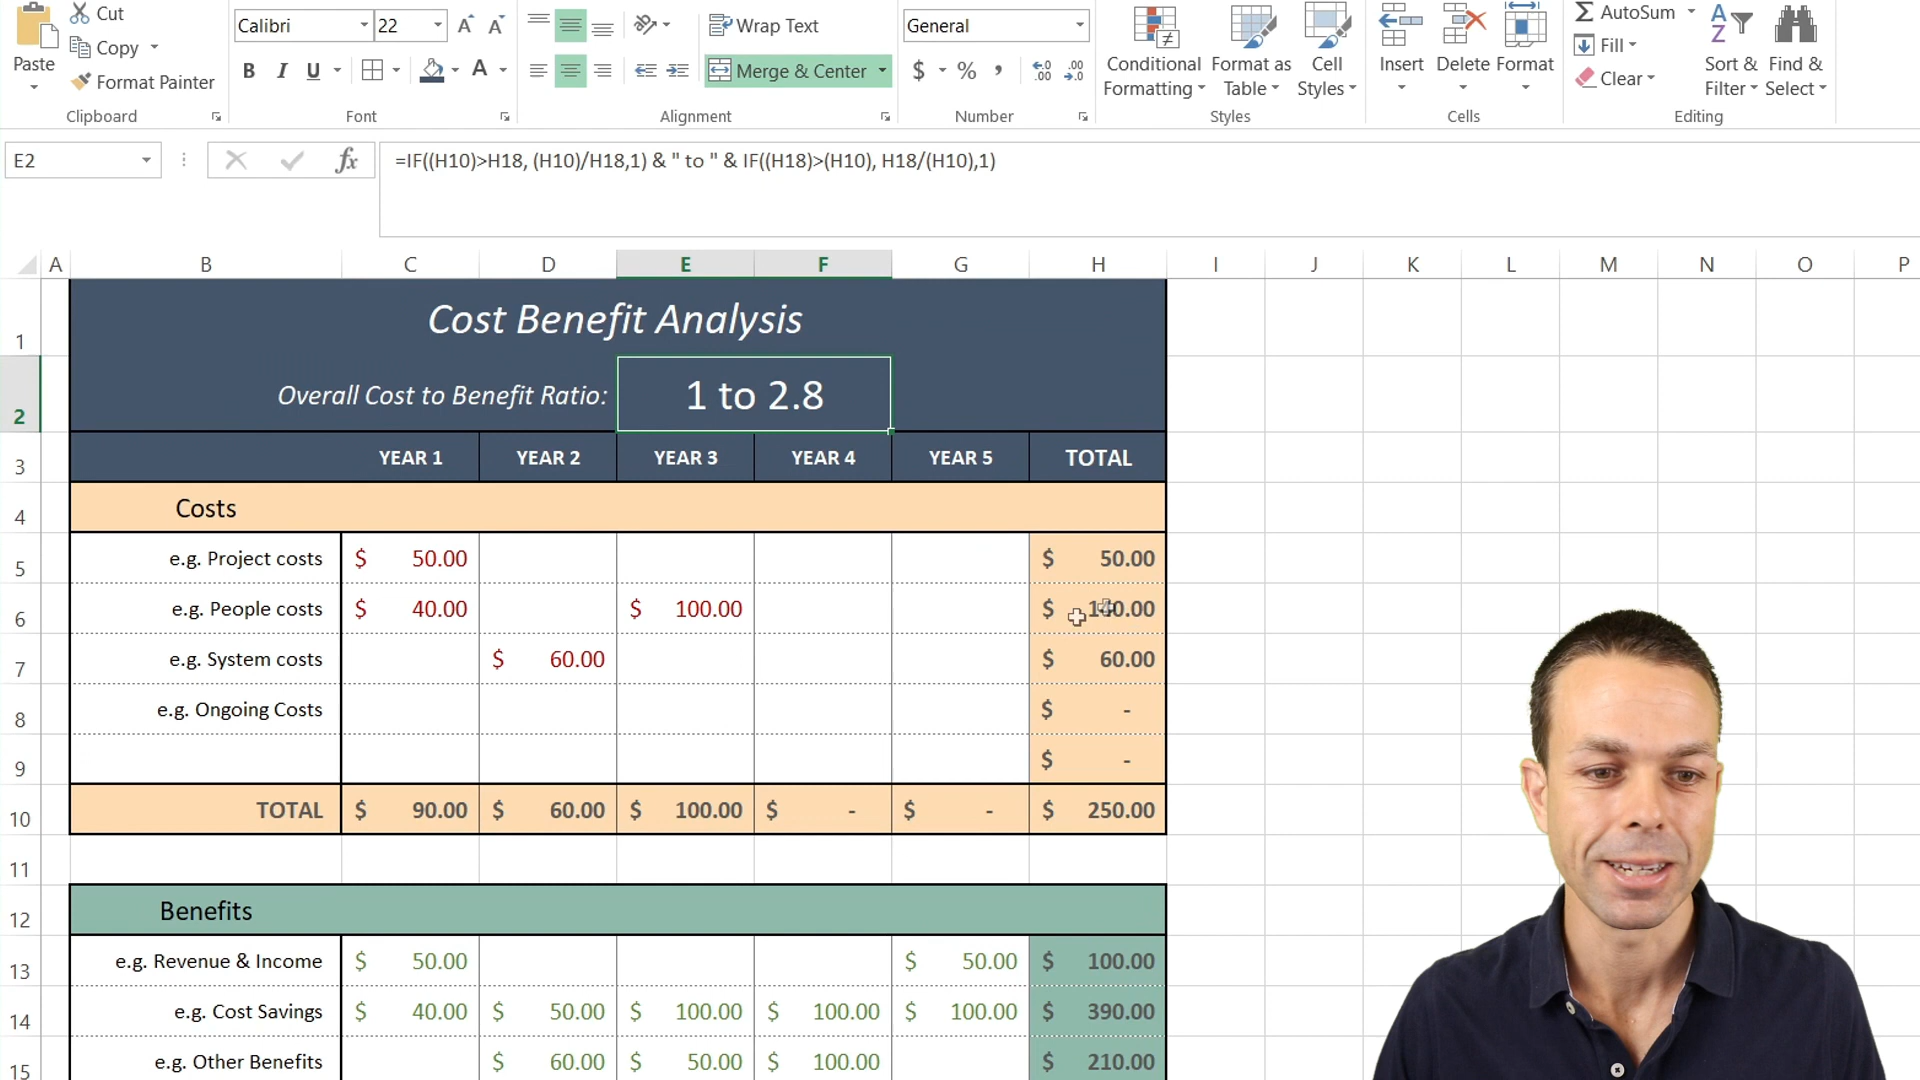 Cut
Copy
Paste
Format Painter
Clipboard
Calibri 22
B I U A
Font
Wrap Text
Merge & Center
Alignment
General
$ % ,
Number
Conditional Formatting
Format as Table
Cell Styles
Styles
Insert Delete Format
Cells
AutoSum
Fill
Clear
Sort & Filter
Find & Select
Editing
E2
fx
=IF((H10)>H18, (H10)/H18,1) & " to " & IF((H18)>(H10), H18/(H10),1)
A B C D E F G H I J K L M N O P
1 Cost Benefit Analysis
2 Overall Cost to Benefit Ratio: 1 to 2.8
3 YEAR 1 YEAR 2 YEAR 3 YEAR 4 YEAR 5 TOTAL
4 Costs
5 e.g. Project costs $ 50.00 $ 50.00
6 e.g. People costs $ 40.00 $ 100.00 $ 140.00
7 e.g. System costs $ 60.00 $ 60.00
8 e.g. Ongoing Costs $ -
9 $ -
10 TOTAL $ 90.00 $ 60.00 $ 100.00 $ - $ - $ 250.00
11
12 Benefits
13 e.g. Revenue & Income $ 50.00 $ 50.00 $ 100.00
14 e.g. Cost Savings $ 40.00 $ 50.00 $ 100.00 $ 100.00 $ 100.00 $ 390.00
15 e.g. Other Benefits $ 60.00 $ 50.00 $ 100.00 $ 210.00